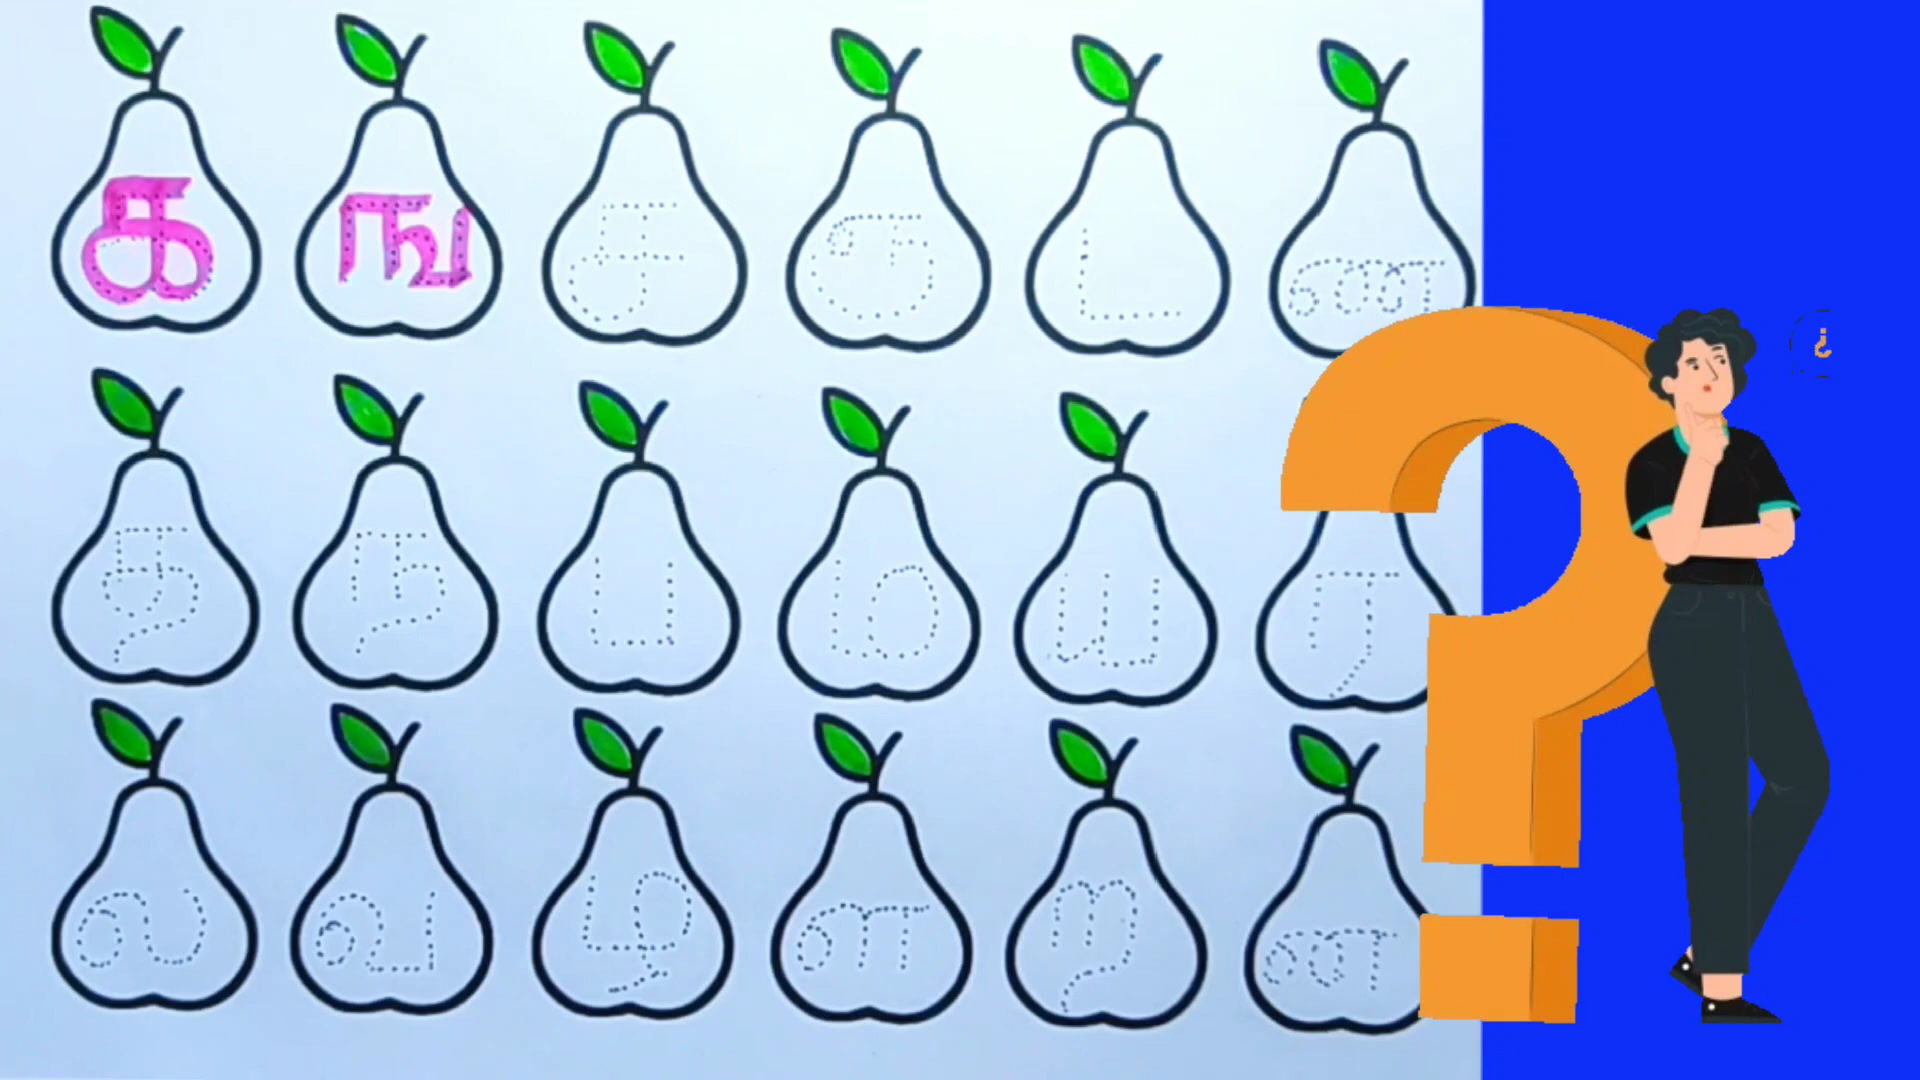 க ங ச ஞ ட ண
த ந ப ம ய ர
ல வ ழ ள ற ன